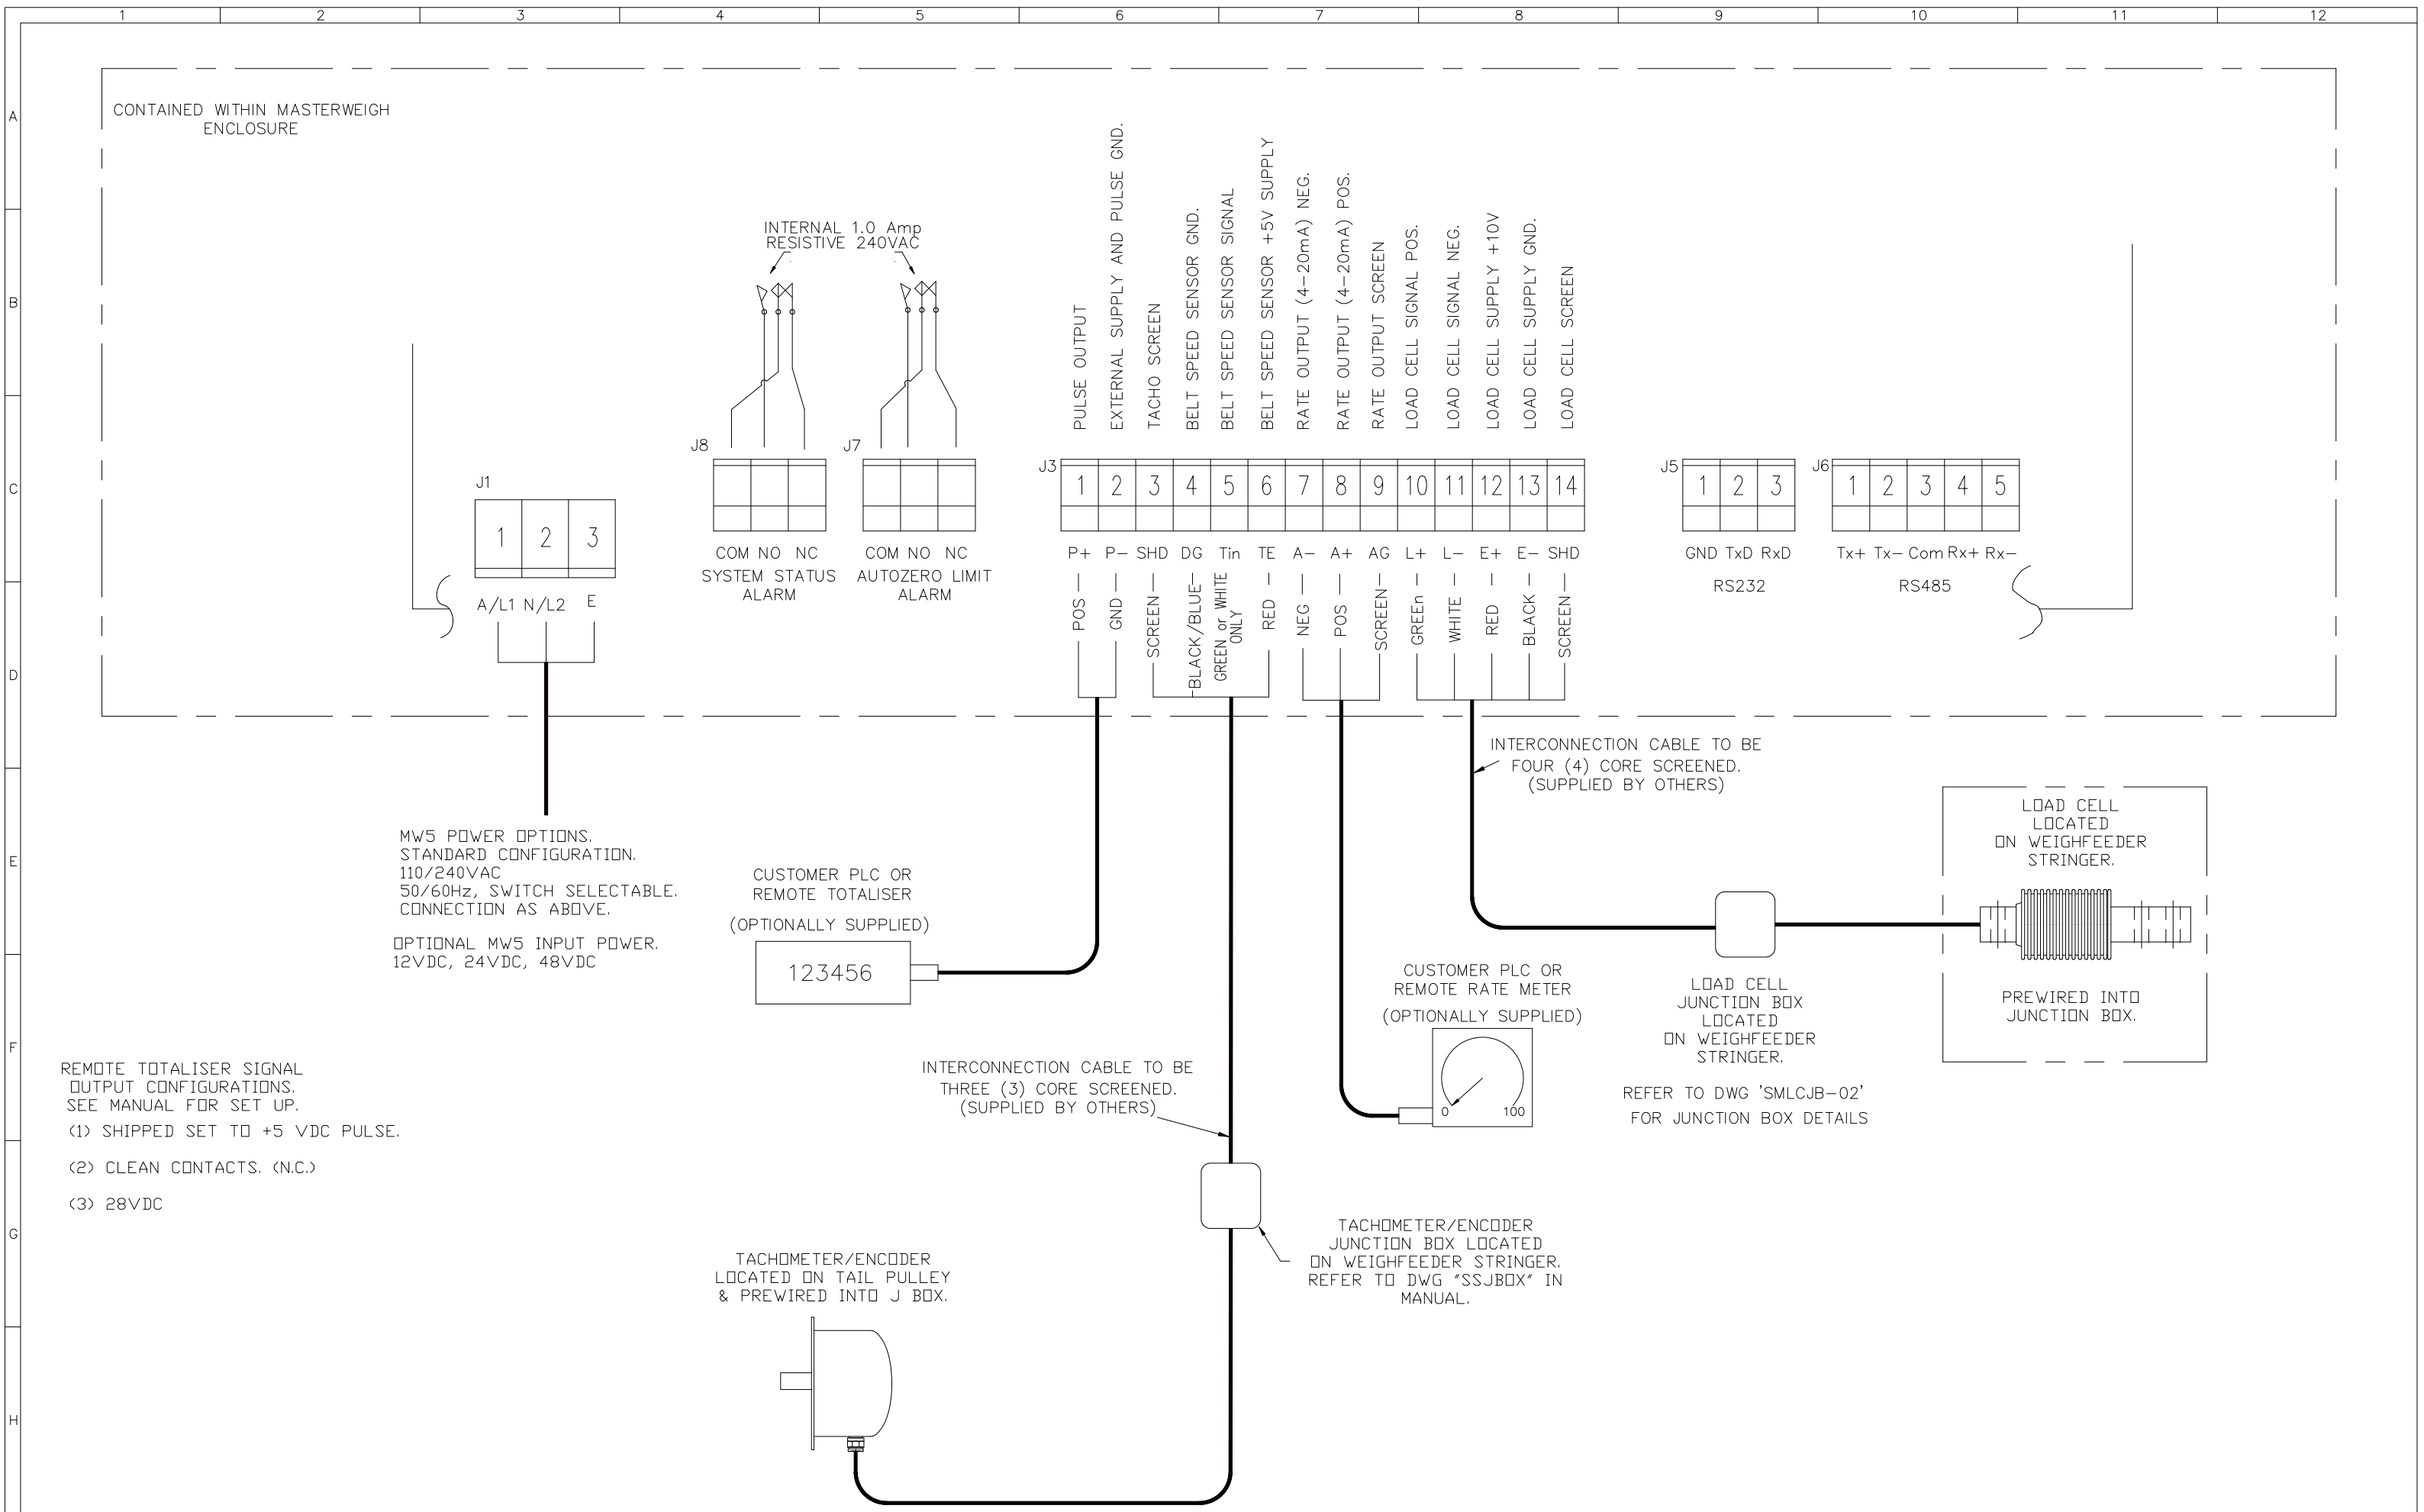 1 2 3 4 5 6 7 8 9 10 11 12
A
B
C
D
E
F
G
H
CONTAINED WITHIN MASTERWEIGH
ENCLOSURE
INTERNAL 1.0 Amp
RESISTIVE 240VAC
PULSE OUTPUT
EXTERNAL SUPPLY AND PULSE GND.
TACHO SCREEN
BELT SPEED SENSOR GND.
BELT SPEED SENSOR SIGNAL
BELT SPEED SENSOR +5V SUPPLY
RATE OUTPUT (4-20mA) NEG.
RATE OUTPUT (4-20mA) POS.
RATE OUTPUT SCREEN
LOAD CELL SIGNAL POS.
LOAD CELL SIGNAL NEG.
LOAD CELL SUPPLY +10V
LOAD CELL SUPPLY GND.
LOAD CELL SCREEN
J1
1 2 3
A/L1 N/L2 E
J8
COM NO NC
SYSTEM STATUS
ALARM
J7
COM NO NC
AUTOZERO LIMIT
ALARM
J3
1 2 3 4 5 6 7 8 9 10 11 12 13 14
P+ P- SHD DG Tin TE A- A+ AG L+ L- E+ E- SHD
POS
GND
SCREEN
BLACK/BLUE
GREEN or WHITE
ONLY
RED
NEG
POS
SCREEN
GREEn
WHITE
RED
BLACK
SCREEN
J5
1 2 3
GND TxD RxD
RS232
J6
1 2 3 4 5
Tx+ Tx- Com Rx+ Rx-
RS485
MW5 POWER OPTIONS.
STANDARD CONFIGURATION.
110/240VAC
50/60Hz, SWITCH SELECTABLE.
CONNECTION AS ABOVE.
OPTIONAL MW5 INPUT POWER.
12VDC, 24VDC, 48VDC
CUSTOMER PLC OR
REMOTE TOTALISER
(OPTIONALLY SUPPLIED)
123456
INTERCONNECTION CABLE TO BE
FOUR (4) CORE SCREENED.
(SUPPLIED BY OTHERS)
LOAD CELL
LOCATED
ON WEIGHFEEDER
STRINGER.
PREWIRED INTO
JUNCTION BOX.
CUSTOMER PLC OR
REMOTE RATE METER
(OPTIONALLY SUPPLIED)
0 100
LOAD CELL
JUNCTION BOX
LOCATED
ON WEIGHFEEDER
STRINGER.
REFER TO DWG 'SMLCJB-02'
FOR JUNCTION BOX DETAILS
REMOTE TOTALISER SIGNAL
OUTPUT CONFIGURATIONS.
SEE MANUAL FOR SET UP.
(1) SHIPPED SET TO +5 VDC PULSE.
(2) CLEAN CONTACTS. (N.C.)
(3) 28VDC
INTERCONNECTION CABLE TO BE
THREE (3) CORE SCREENED.
(SUPPLIED BY OTHERS)
TACHOMETER/ENCODER
JUNCTION BOX LOCATED
ON WEIGHFEEDER STRINGER.
REFER TO DWG "SSJBOX" IN
MANUAL.
TACHOMETER/ENCODER
LOCATED ON TAIL PULLEY
& PREWIRED INTO J BOX.